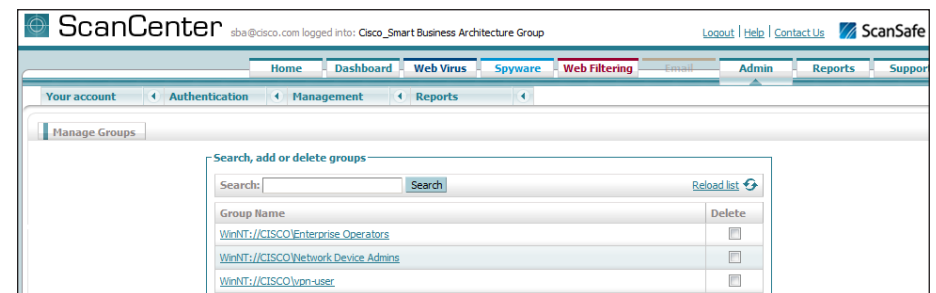 ScanCenter sba@cisco.com logged into: Cisco_Smart Business Architecture Group Logout | Help | Contact Us ScanSafe
Home Dashboard Web Virus Spyware Web Filtering Email Admin Reports Suppor
Your account Authentication Management Reports
Manage Groups
Search, add or delete groups
Search: Search Reload list
Group Name Delete
WinNT://CISCO\Enterprise Operators
WinNT://CISCO\Network Device Admins
WinNT://CISCO\vpn-user